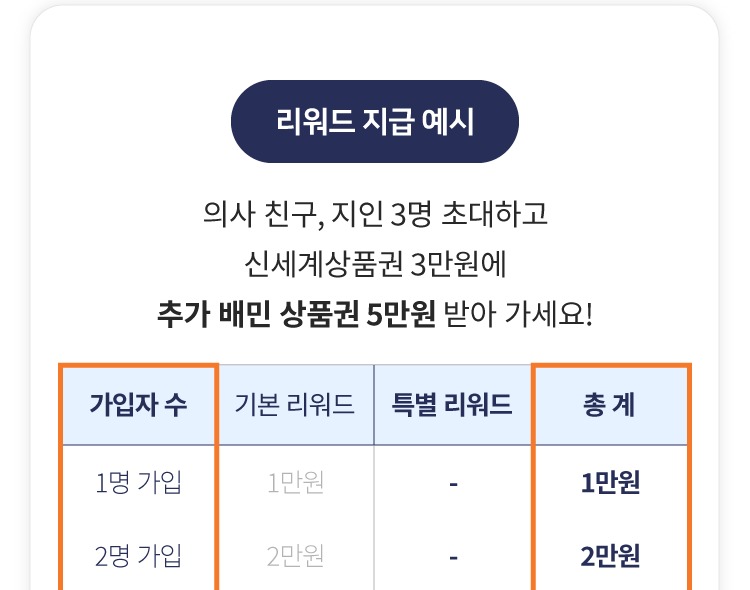 리워드 지급 예시
의사 친구, 지인 3명 초대하고
신세계상품권 3만원에
추가 배민 상품권 5만원 받아 가세요!
가입자 수 기본 리워드 특별 리워드 총 계
1명 가입 1만원 - 1만원
2명 가입 2만원 - 2만원